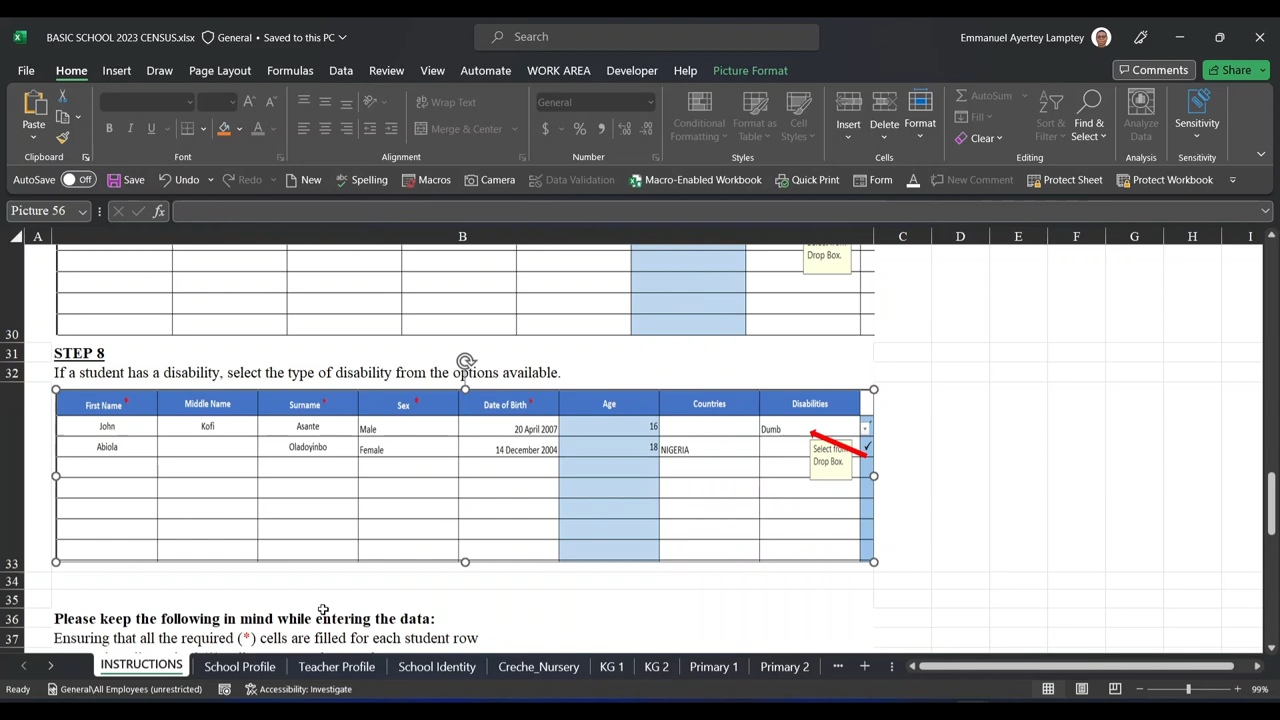 BASIC SCHOOL 2023 CENSUS.xlsx General • Saved to this PC Search Emmanuel Ayertey Lamptey
File Home Insert Draw Page Layout Formulas Data Review View Automate WORK AREA Developer Help Picture Format Comments Share
Paste Wrap Text Merge & Center General Conditional Formatting Format as Table Cell Styles Insert Delete Format AutoSum Fill Clear Sort & Filter Find & Select Analyze Data Sensitivity
Clipboard Font Alignment Number Styles Cells Editing Analysis Sensitivity
AutoSave Off Save Undo Redo New Spelling Macros Camera Data Validation Macro-Enabled Workbook Quick Print Form New Comment Protect Sheet Protect Workbook
Picture 56 fx
A B C D E F G H I
Drop Box.
30
31 STEP 8
32 If a student has a disability, select the type of disability from the options available.
First Name * Middle Name Surname * Sex * Date of Birth * Age Countries Disabilities
John Kofi Asante Male 20 April 2007 16 Dumb
Abiola Oladoyinbo Female 14 December 2004 18 NIGERIA ✓
Select from
Drop Box.
33
34
35
36 Please keep the following in mind while entering the data:
37 Ensuring that all the required (*) cells are filled for each student row
INSTRUCTIONS School Profile Teacher Profile School Identity Creche_Nursery KG 1 KG 2 Primary 1 Primary 2
Ready General\All Employees (unrestricted) Accessibility: Investigate 99%